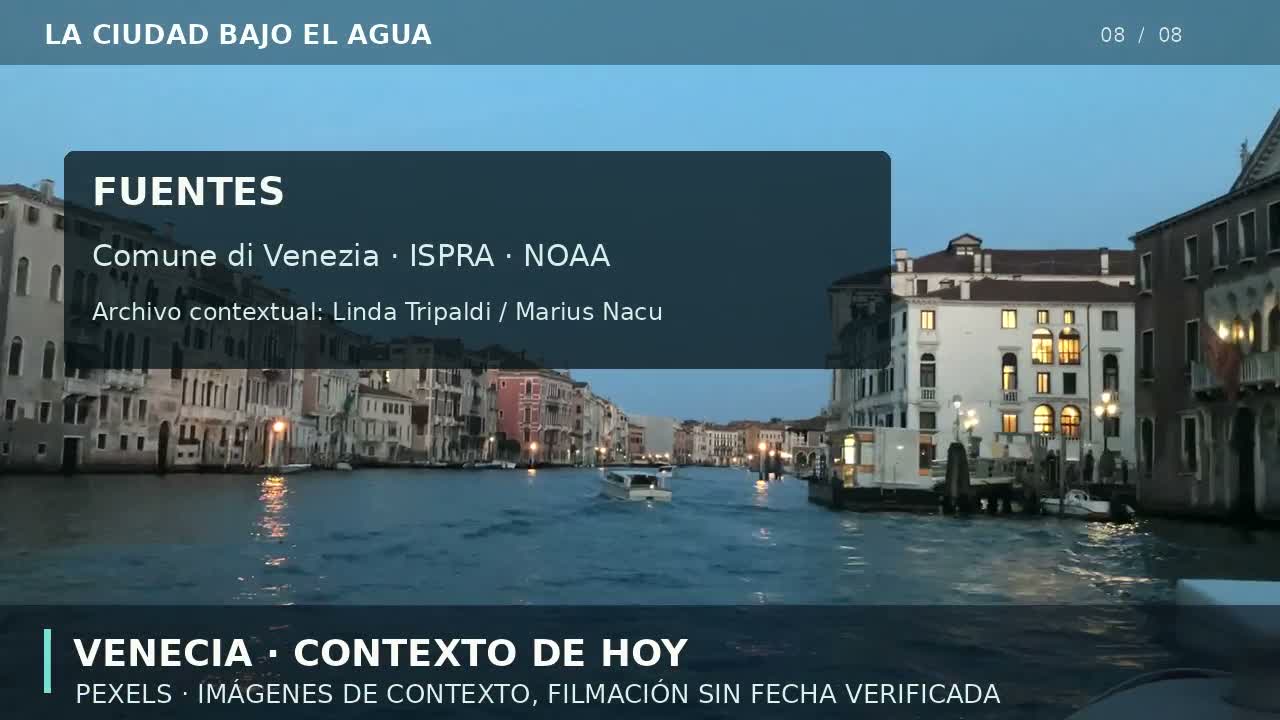 LA CIUDAD BAJO EL AGUA
08 / 08
FUENTES
Comune di Venezia · ISPRA · NOAA
Archivo contextual: Linda Tripaldi / Marius Nacu
VENECIA · CONTEXTO DE HOY
PEXELS · IMÁGENES DE CONTEXTO, FILMACIÓN SIN FECHA VERIFICADA